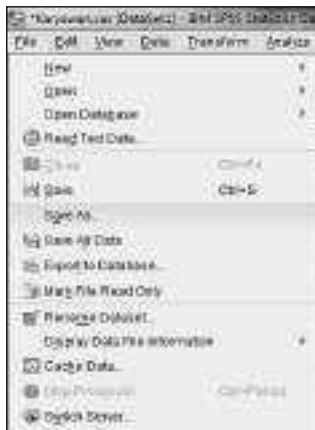 *Karyawan.sav [DataSet1] - IBM SPSS Statistics Da
File Edit View Data Transform Analyze
New
Open
Open Database
Read Text Data...
Close Ctrl+F4
Save Ctrl+S
Save As...
Save All Data
Export to Database...
Mark File Read Only
Rename Dataset...
Display Data File Information
Cache Data...
Stop Processor Ctrl+Period
Switch Server...